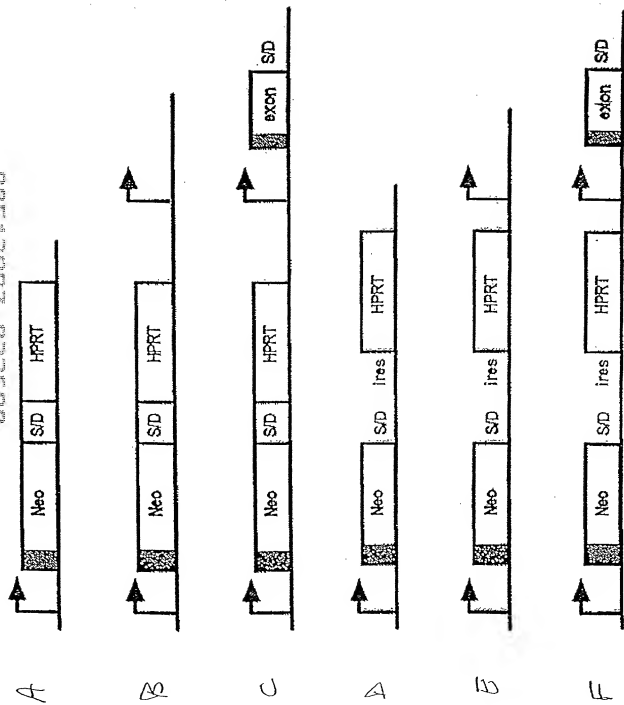 A Neo S/D HPRT
B Neo S/D HPRT
C Neo S/D HPRT exon S/D
D Neo S/D ires HPRT
E Neo S/D ires HPRT
F Neo S/D ires HPRT exon S/D